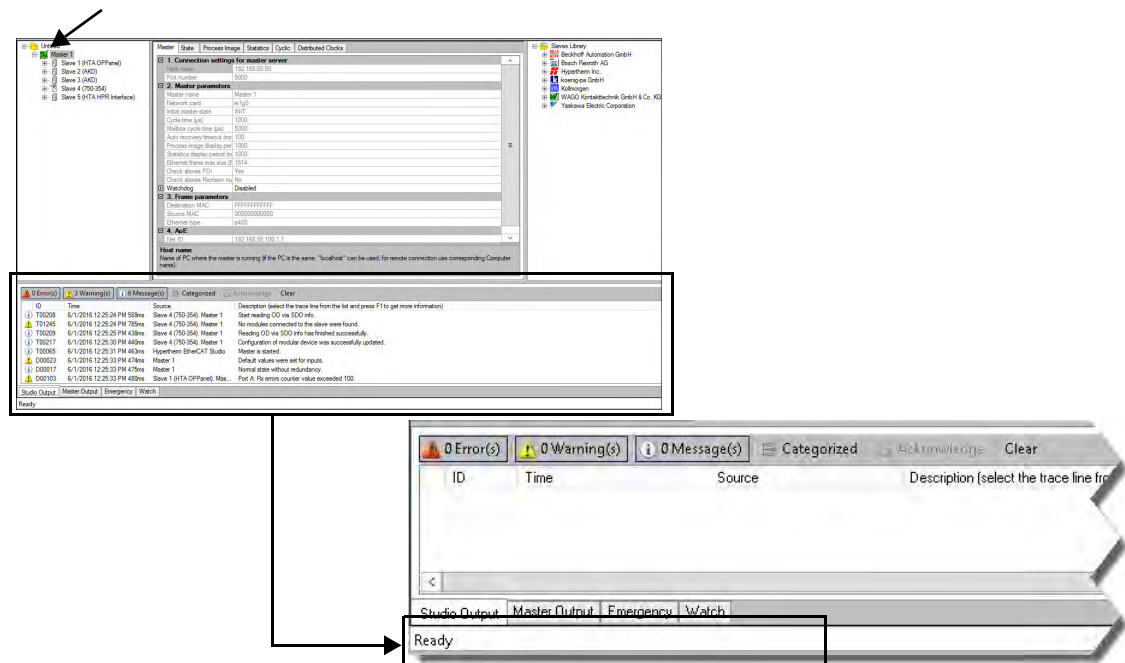 Master 1
Slave 1 (HTA OPPanel)
Slave 2 (AKD)
Slave 3 (AKD)
Slave 4 (750-354)
Slave 5 (HTA HPR Interface)
Master State Process Image Statistics Cyclic Distributed Clocks
1. Connection settings for master server
Host name 192.168.50.50
Port number 5000
2. Master parameters
Master name Master 1
Network card
Initial master state INIT
Cycle time (µs) 1000
Mailbox cycle time (µs) 5000
Auto recovery timeout (ms 100
Process image display per 1000
Statistics display period (m 1000
Ethernet frame max size (B 1514
Check slaves PDI Yes
Check slaves Revision nu No
Watchdog Disabled
3. Frame parameters
Destination MAC FFFFFFFFFFFF
Source MAC 000000000000
Ethernet type
4. AoE
Net ID 192.168.50.100.1.1
Host name
Name of PC where the master is running (if the PC is the same, "localhost" can be used, for remote connection use corresponding Computer
name).
Slaves Library
Beckhoff Automation GmbH
Bosch Rexroth AG
Hypertherm Inc.
koenig-pa GmbH
Kollmorgen
WAGO Kontakttechnik GmbH & Co. KG
Yaskawa Electric Corporation
0 Error(s) 3 Warning(s) 6 Message(s) Categorized Acknowledge Clear
ID Time Source Description (select the trace line from the list and press F1 to get more information)
T00208 6/1/2016 12:25:24 PM 588ms Slave 4 (750-354). Master 1 Start reading OD via SDO info.
T01245 6/1/2016 12:25:24 PM 785ms Slave 4 (750-354). Master 1 No modules connected to the slave were found.
T00209 6/1/2016 12:25:25 PM 438ms Slave 4 (750-354). Master 1 Reading OD via SDO info has finished successfully.
T00217 6/1/2016 12:25:30 PM 440ms Slave 4 (750-354). Master 1 Configuration of modular device was successfully updated.
T00065 6/1/2016 12:25:31 PM 463ms Hypertherm EtherCAT Studio Master is started.
D00023 6/1/2016 12:25:33 PM 474ms Master 1 Default values were set for inputs.
D00017 6/1/2016 12:25:33 PM 475ms Master 1 Normal state without redundancy.
D00103 6/1/2016 12:25:33 PM 480ms Slave 1 (HTA OPPanel). Mas... Port A: Rx errors counter value exceeded 100.
Studio Output Master Output Emergency Watch
Ready
0 Error(s) 0 Warning(s) 0 Message(s) Categorized Acknowledge Clear
ID Time Source Description (select the trace line fro
Studio Output Master Output Emergency Watch
Ready